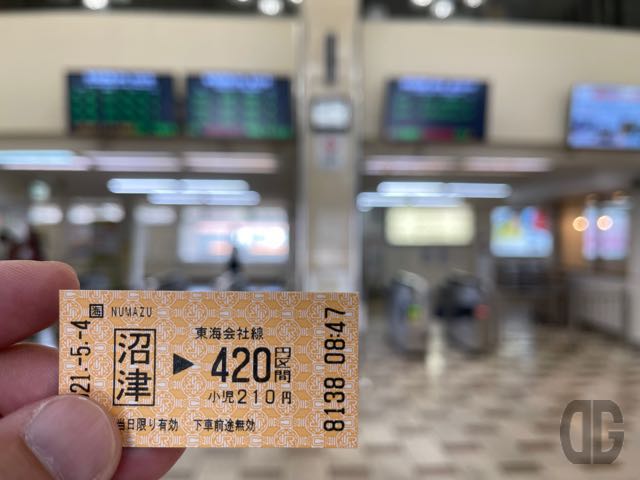 海 NUMAZU
21.-5.-4
沼津
▶
東海会社線
420円区間
小児210円
当日限り有効 下車前途無効
8138 08:47
DG